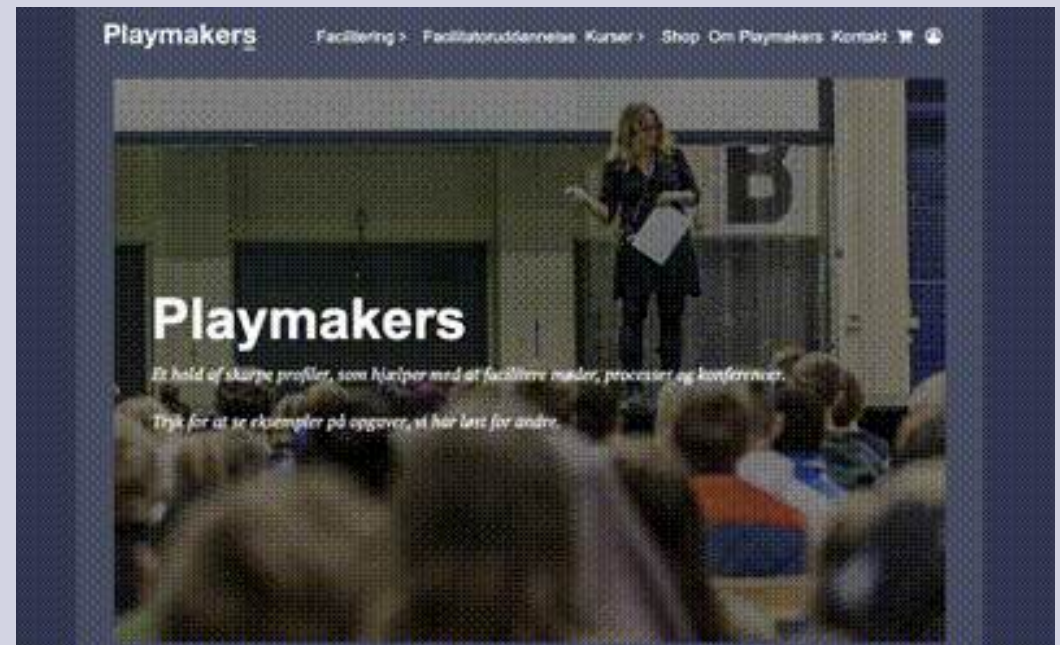 Playmakers
Facilitering > Facilitatoruddannelse Kurser > Shop Om Playmakers Kontakt
B
Playmakers
Et hold af skarpe profiler, som hjælper med at facilitere møder, processer og konferencer.
Tryk for at se eksempler på opgaver, vi har løst for andre.